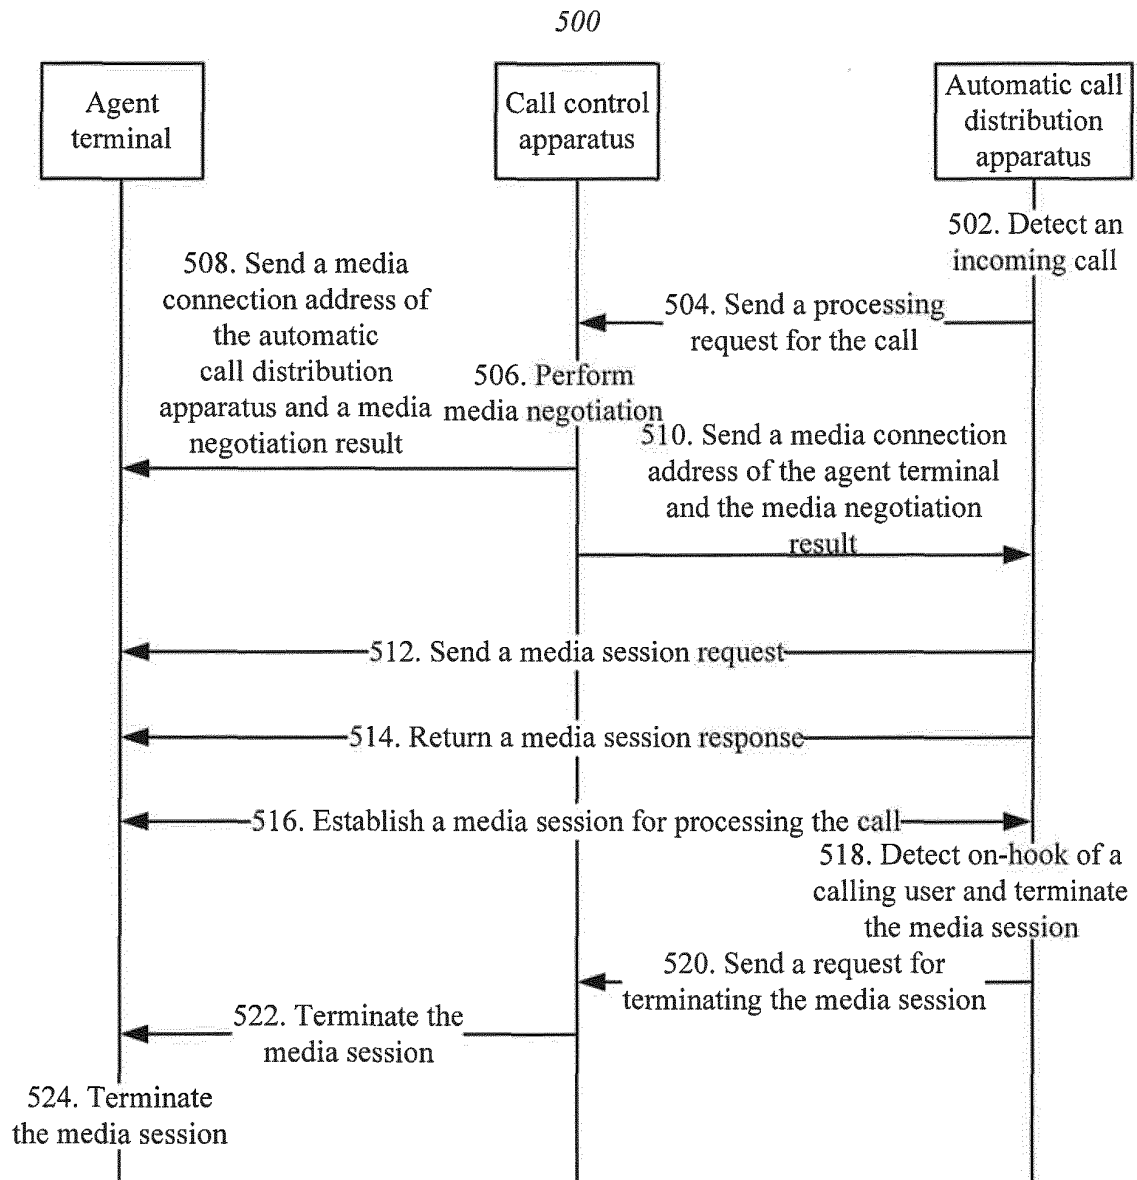 500
Agent
terminal
Call control
apparatus
Automatic call
distribution
apparatus
502. Detect an
incoming call
508. Send a media
connection address of
the automatic
call distribution
apparatus and a media
negotiation result
504. Send a processing
request for the call
506. Perform
media negotiation
510. Send a media connection
address of the agent terminal
and the media negotiation
result
512. Send a media session request
514. Return a media session response
516. Establish a media session for processing the call
518. Detect on-hook of a
calling user and terminate
the media session
520. Send a request for
terminating the media session
522. Terminate the
media session
524. Terminate
the media session